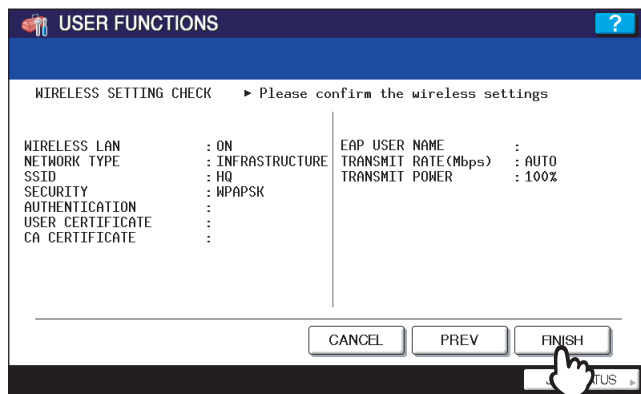 USER FUNCTIONS
?
WIRELESS SETTING CHECK ► Please confirm the wireless settings
WIRELESS LAN : ON
NETWORK TYPE : INFRASTRUCTURE
SSID : HQ
SECURITY : WPAPSK
AUTHENTICATION :
USER CERTIFICATE :
CA CERTIFICATE :
EAP USER NAME :
TRANSMIT RATE(Mbps) : AUTO
TRANSMIT POWER : 100%
CANCEL PREV FINISH